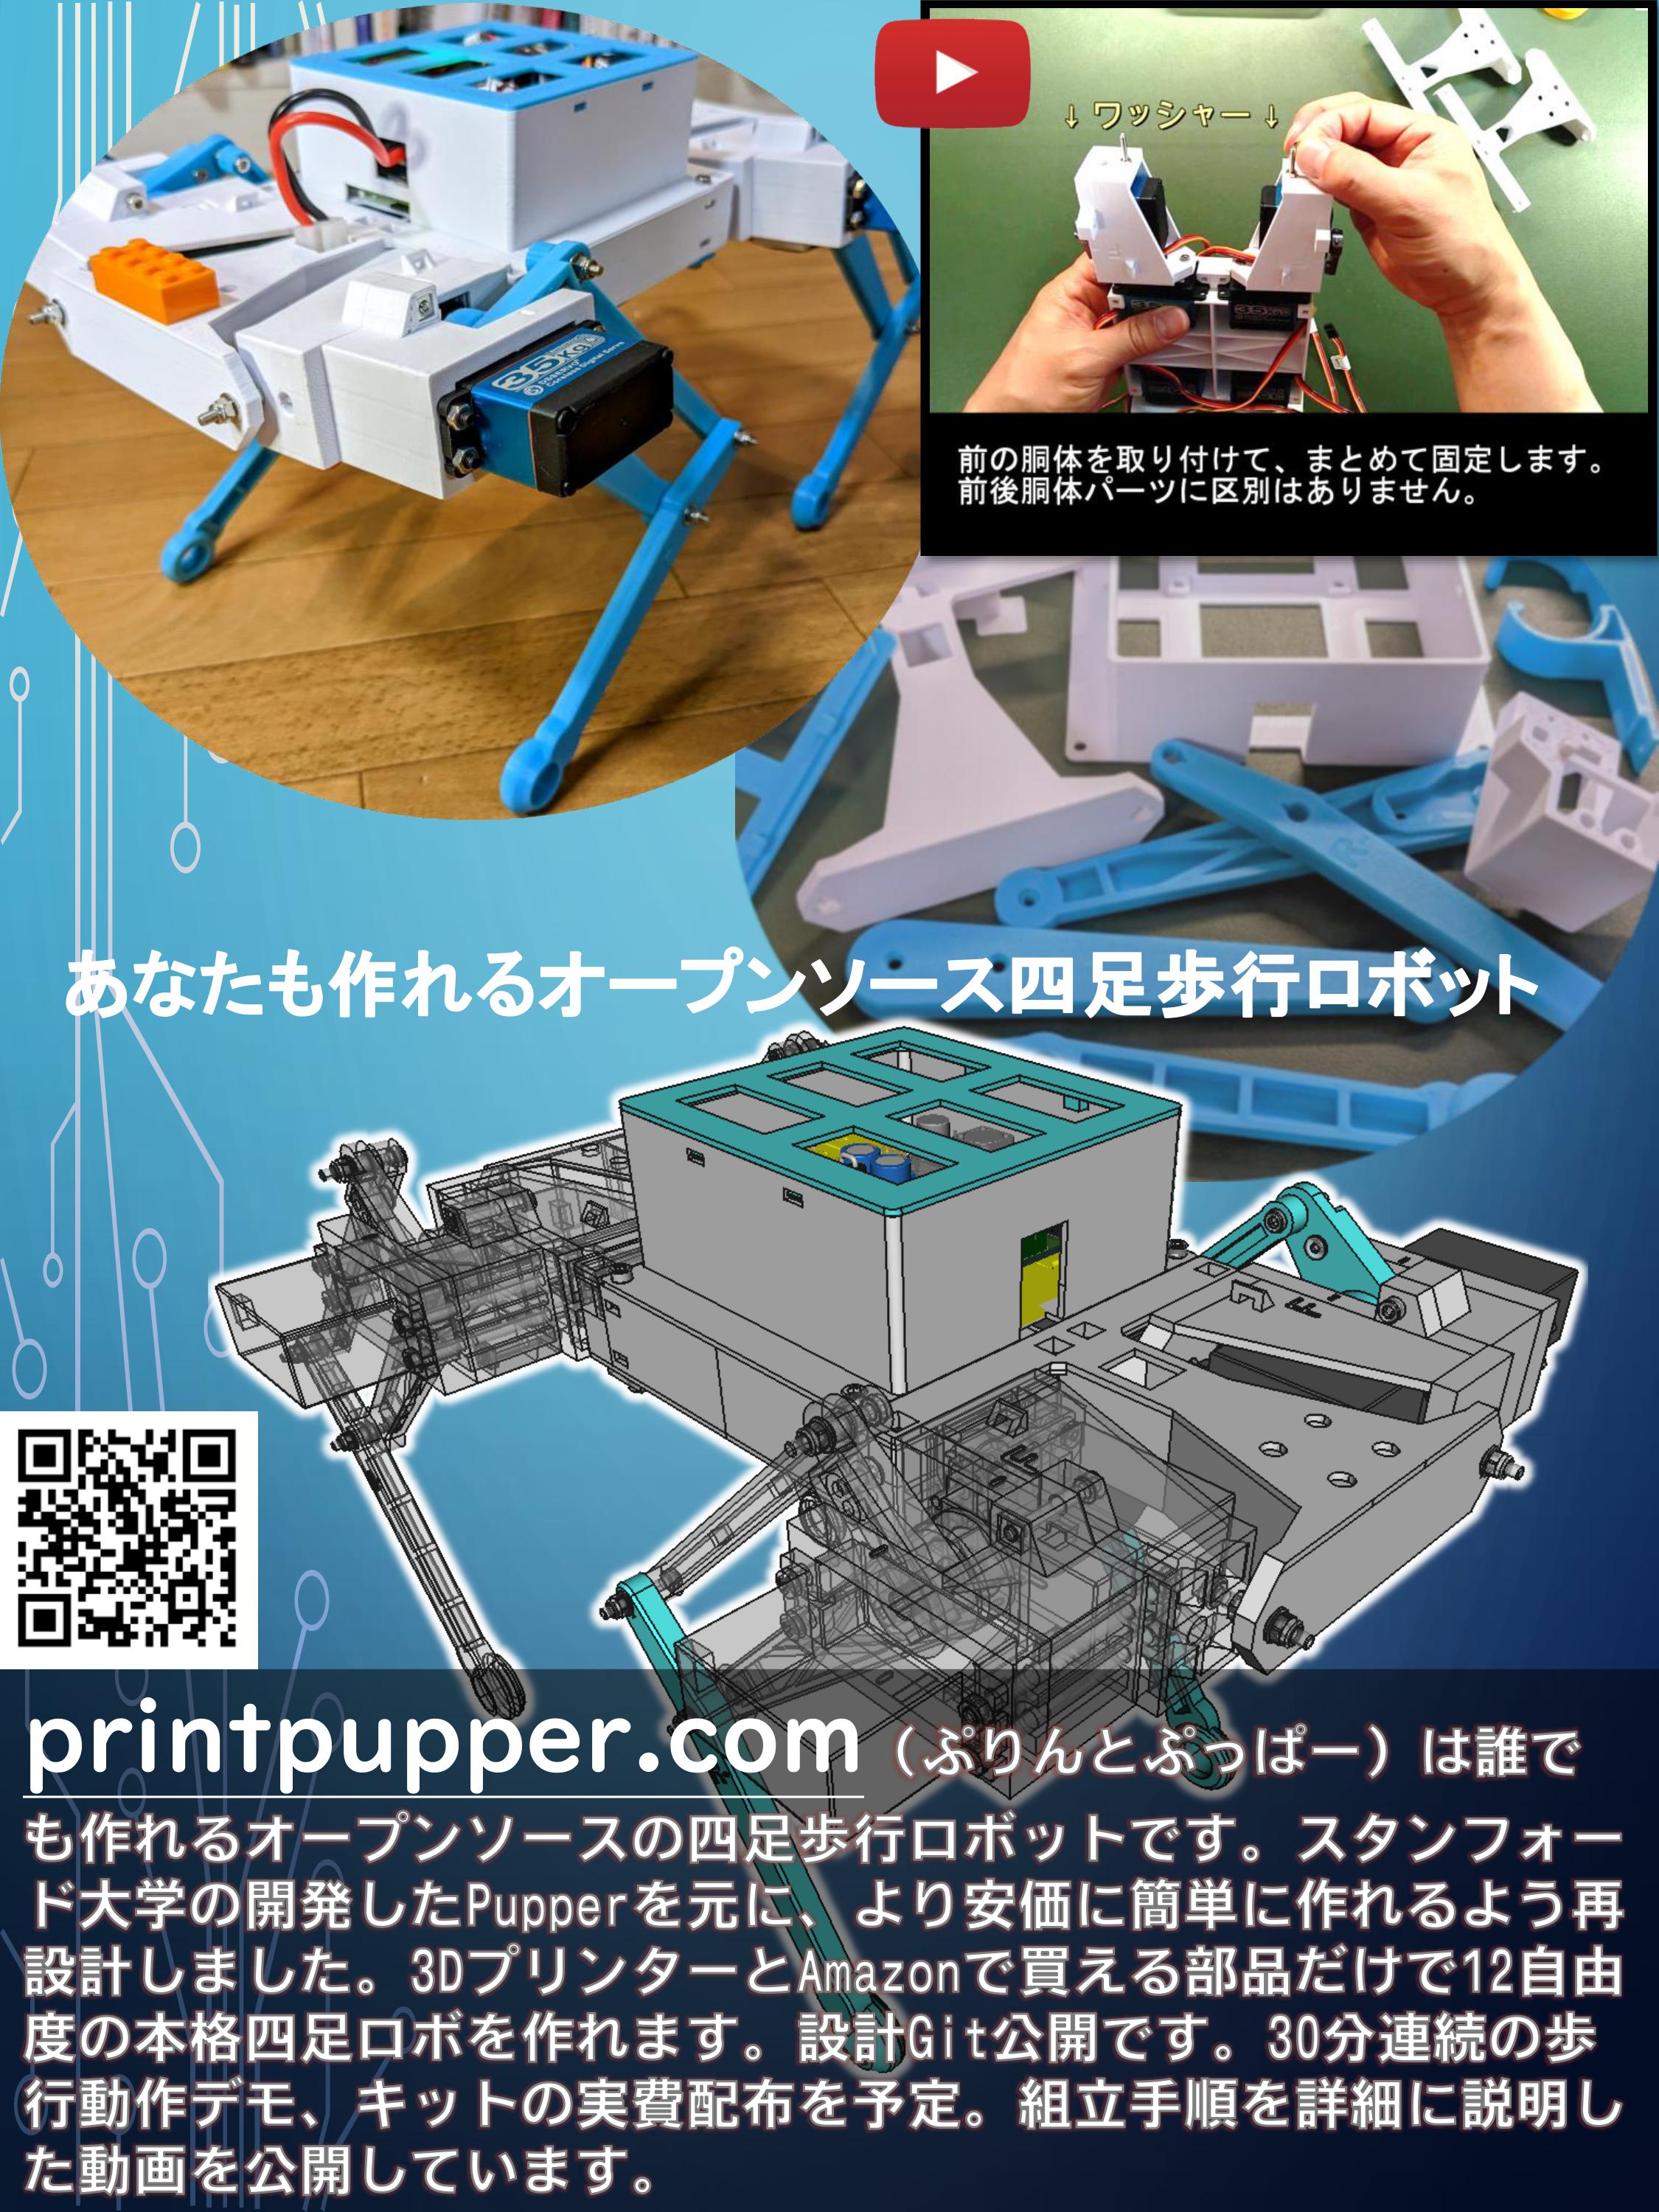 ↓ワッシャー↓
35kg
Coreless Digital Servo
前の胴体を取り付けて、まとめて固定します。
前後胴体パーツに区別はありません。
R
あなたも作れるオープンソース四足歩行ロボット
F
F
printpupper.com（ぷりんとぷっぱー）は誰で
も作れるオープンソースの四足歩行ロボットです。スタンフォー
ド大学の開発したPupperを元に、より安価に簡単に作れるよう再
設計しました。3DプリンターとAmazonで買える部品だけで12自由
度の本格四足ロボを作れます。設計Git公開です。30分連続の歩
行動作デモ、キットの実費配布を予定。組立手順を詳細に説明し
た動画を公開しています。